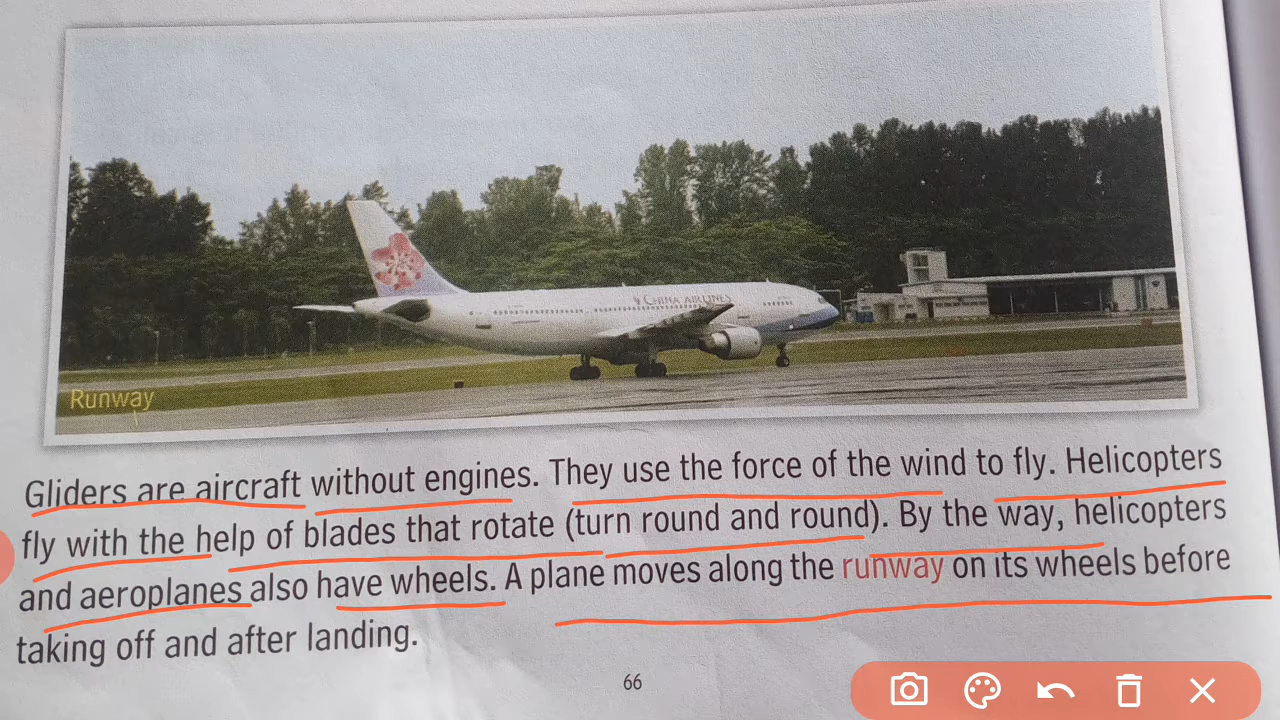 CHINA AIRLINES
Runway
Gliders are aircraft without engines. They use the force of the wind to fly. Helicopters
fly with the help of blades that rotate (turn round and round). By the way, helicopters
and aeroplanes also have wheels. A plane moves along the runway on its wheels before
taking off and after landing.
66